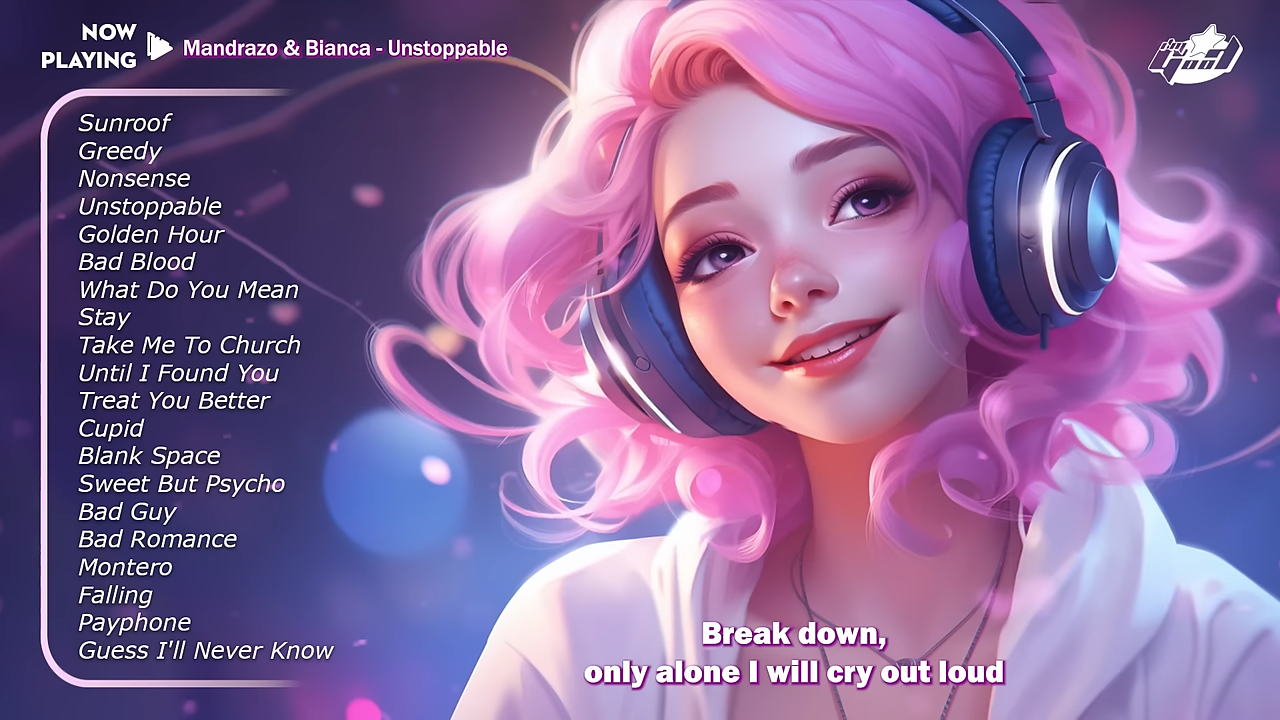 NOW
PLAYING
Mandrazo & Bianca - Unstoppable
Sunroof
Greedy
Nonsense
Unstoppable
Golden Hour
Bad Blood
What Do You Mean
Stay
Take Me To Church
Until I Found You
Treat You Better
Cupid
Blank Space
Sweet But Psycho
Bad Guy
Bad Romance
Montero
Falling
Payphone
Guess I'll Never Know
Break down,
only alone I will cry out loud